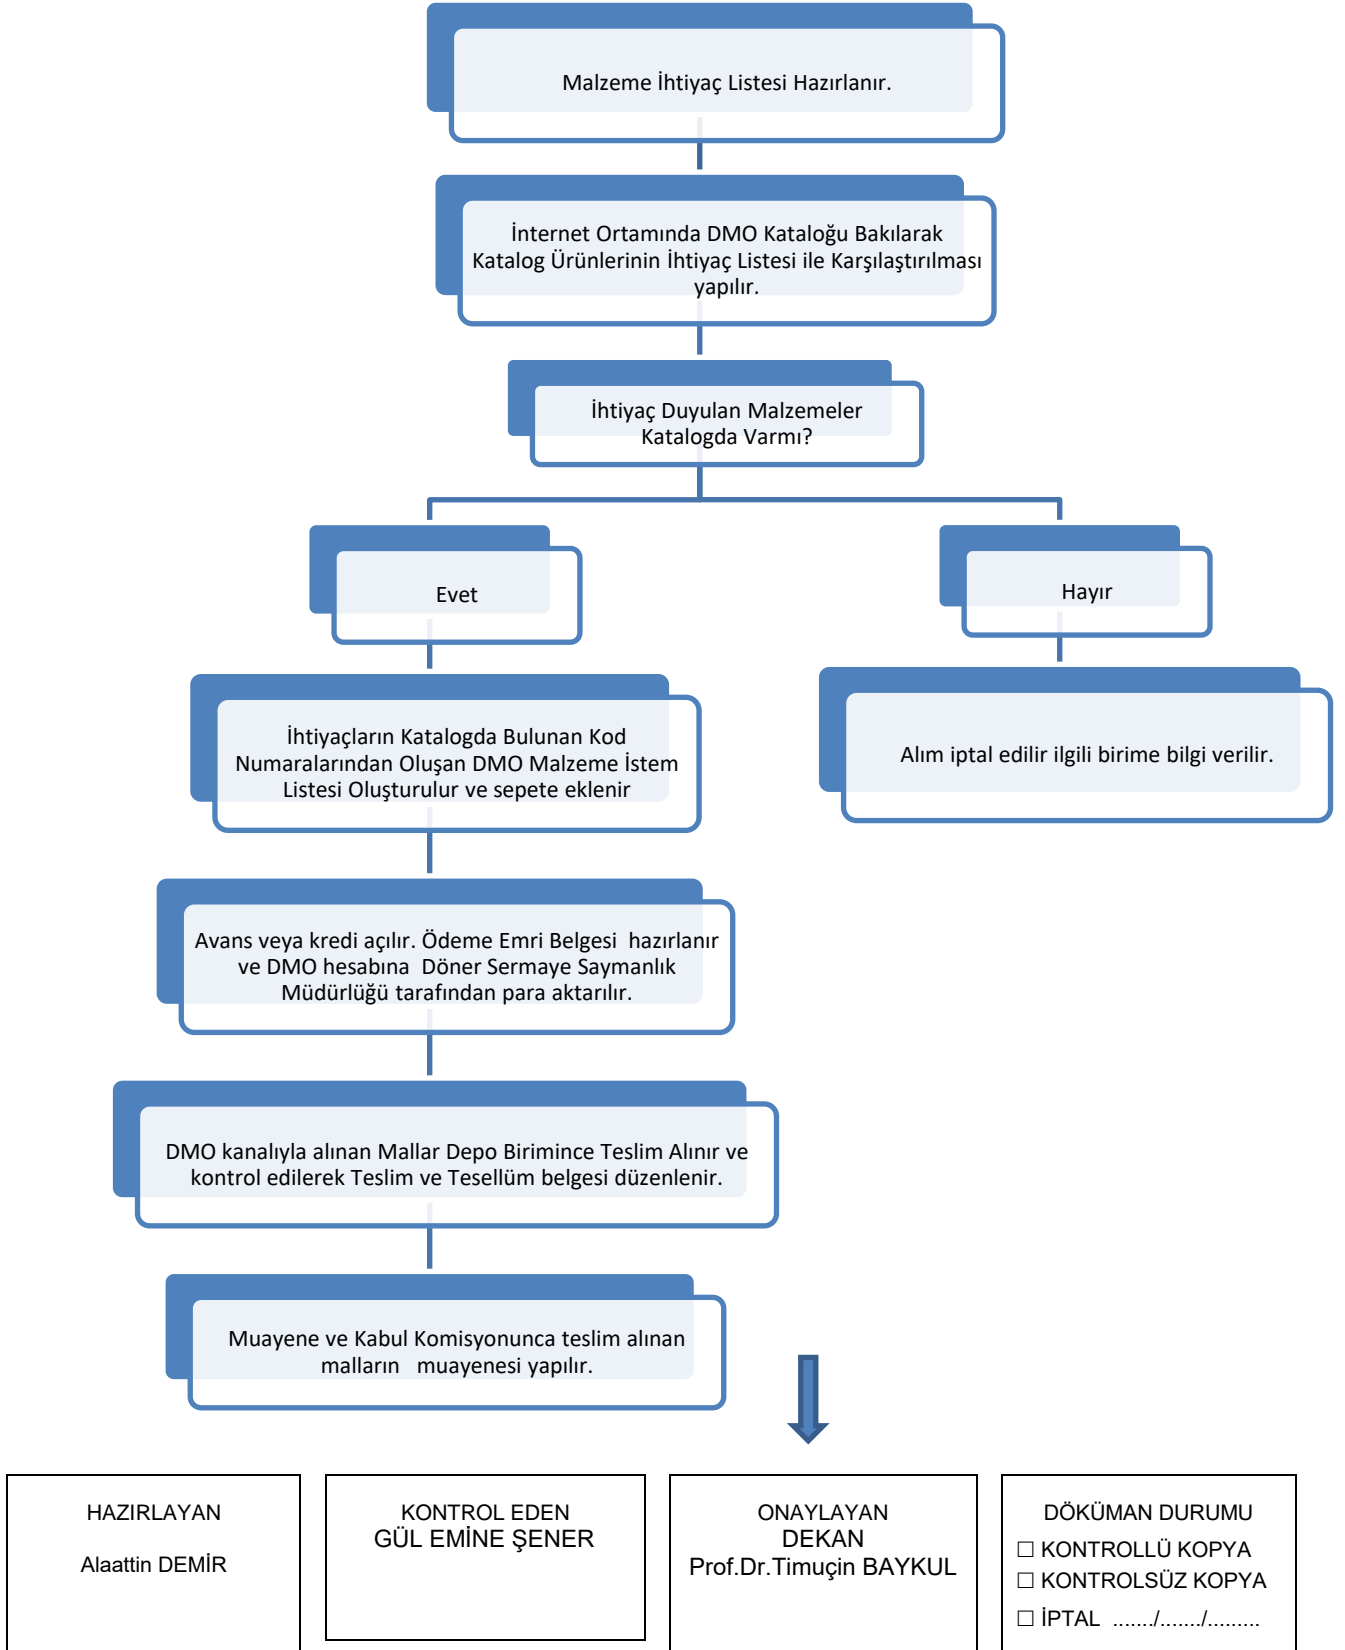 Malzeme İhtiyaç Listesi Hazırlanır.
İnternet Ortamında DMO Kataloğu Bakılarak
Katalog Ürünlerinin İhtiyaç Listesi ile Karşılaştırılması
yapılır.
İhtiyaç Duyulan Malzemeler
Katalogda Varmı?
Evet
Hayır
İhtiyaçların Katalogda Bulunan Kod
Numaralarından Oluşan DMO Malzeme İstem
Listesi Oluşturulur ve sepete eklenir
Alım iptal edilir ilgili birime bilgi verilir.
Avans veya kredi açılır. Ödeme Emri Belgesi  hazırlanır
ve DMO hesabına  Döner Sermaye Saymanlık
Müdürlüğü tarafından para aktarılır.
DMO kanalıyla alınan Mallar Depo Birimince Teslim Alınır ve
kontrol edilerek Teslim ve Tesellüm belgesi düzenlenir.
Muayene ve Kabul Komisyonunca teslim alınan
malların   muayenesi yapılır.
HAZIRLAYAN
Alaattin DEMİR
KONTROL EDEN
GÜL EMİNE ŞENER
ONAYLAYAN
DEKAN
Prof.Dr.Timuçin BAYKUL
DÖKÜMAN DURUMU
☐ KONTROLLÜ KOPYA
☐ KONTROLSÜZ KOPYA
☐ İPTAL  ......./......./.........